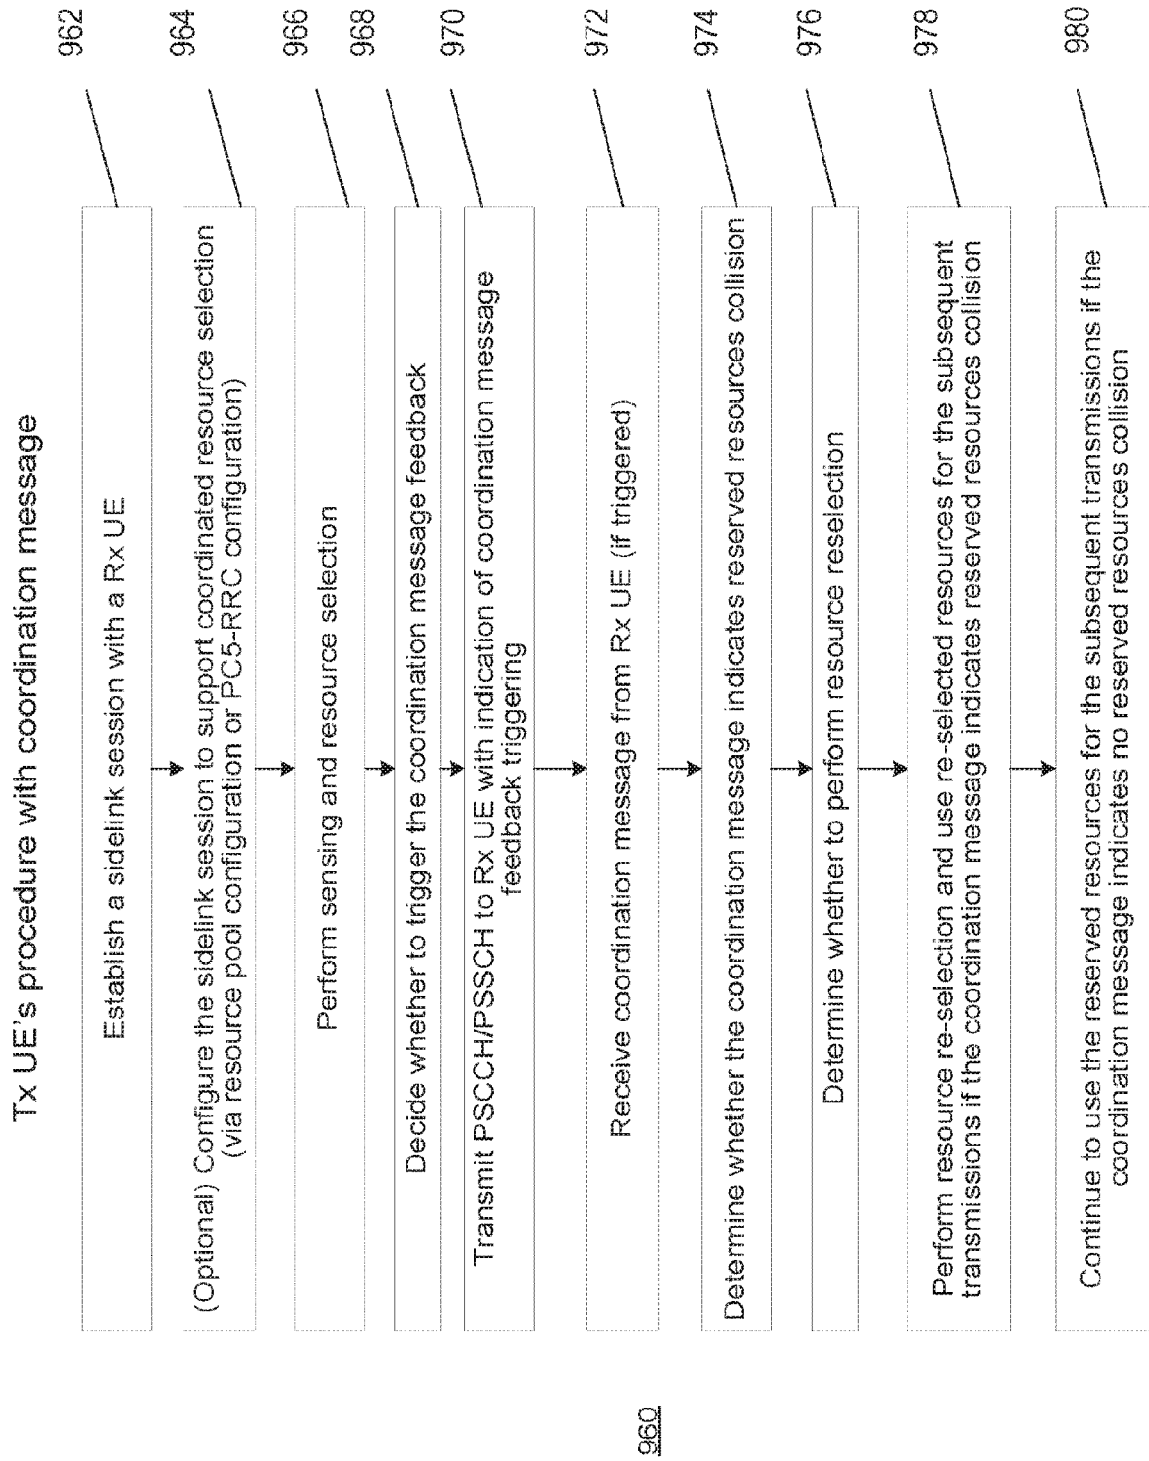 Tx UE's procedure with coordination message
Establish a sidelink session with a Rx UE
962
(Optional) Configure the sidelink session to support coordinated resource selection
(via resource pool configuration or PC5-RRC configuration)
964
Perform sensing and resource selection
966
Decide whether to trigger the coordination message feedback
968
Transmit PSCCH/PSSCH to Rx UE with indication of coordination message
feedback triggering
970
Receive coordination message from Rx UE (if triggered)
972
Determine whether the coordination message indicates reserved resources collision
974
Determine whether to perform resource reselection
976
Perform resource re-selection and use re-selected resources for the subsequent
transmissions if the coordination message indicates reserved resources collision
978
Continue to use the reserved resources for the subsequent transmissions if the
coordination message indicates no reserved resources collision
980
960